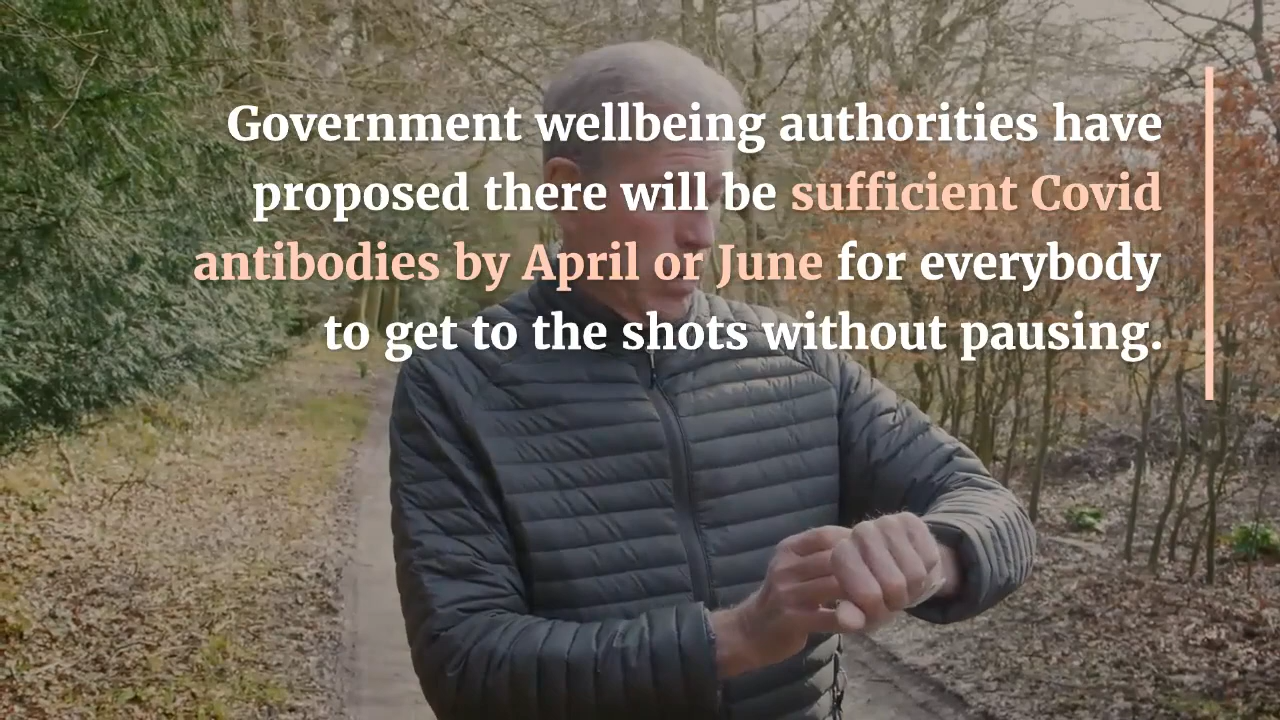 Government wellbeing authorities have
proposed there will be sufficient Covid
antibodies by April or June for everybody
to get to the shots without pausing.